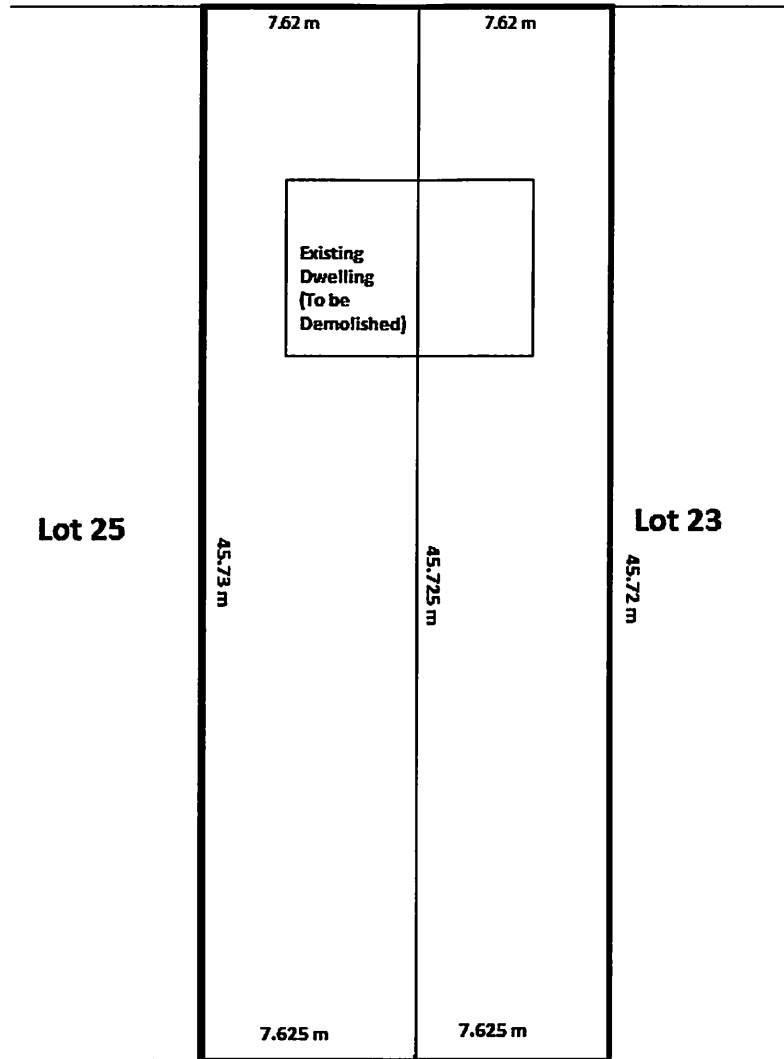 7.62 m
7.62 m
Existing
Dwelling
(To be
Demolished)
Lot 25
Lot 23
45.73 m
45.725 m
45.72 m
7.625 m
7.625 m